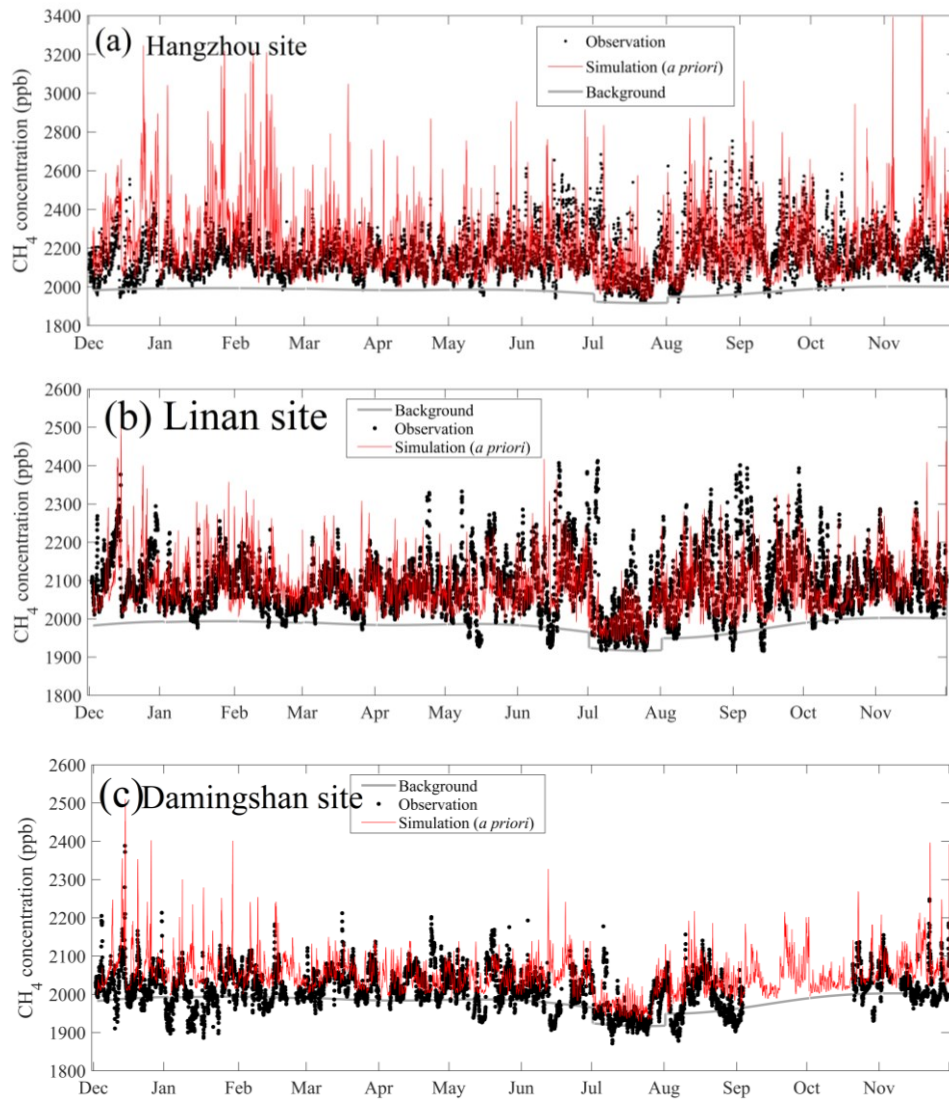 (a) Hangzhou site
Observation
Simulation (a priori)
Background
CH4 concentration (ppb)
3400
3200
3000
2800
2600
2400
2200
2000
1800
Dec Jan Feb Mar Apr May Jun Jul Aug Sep Oct Nov
(b) Linan site
Background
Observation
Simulation (a priori)
CH4 concentration (ppb)
2600
2500
2400
2300
2200
2100
2000
1900
1800
Dec Jan Feb Mar Apr May Jun Jul Aug Sep Oct Nov
(c) Damingshan site
Background
Observation
Simulation (a priori)
CH4 concentration (ppb)
2600
2500
2400
2300
2200
2100
2000
1900
1800
Dec Jan Feb Mar Apr May Jun Jul Aug Sep Oct Nov